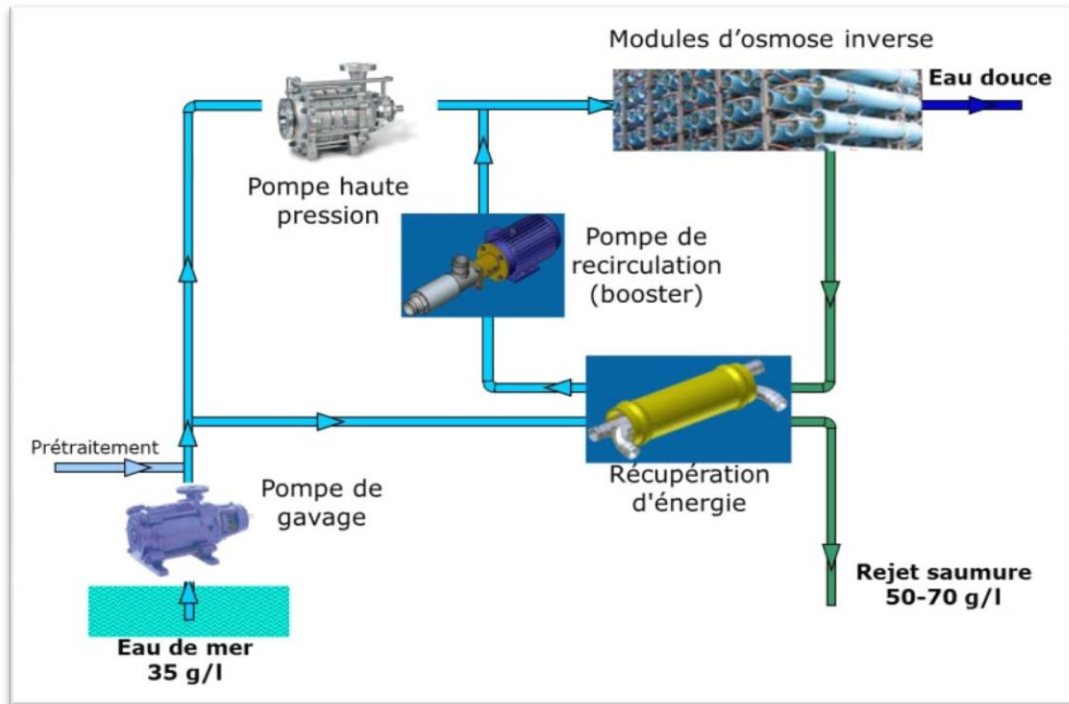 Modules d'osmose inverse
Eau douce
Pompe haute
pression
Pompe de
recirculation
(booster)
Prétraitement
Pompe de
gavage
Récupération
d'énergie
Rejet saumure
50-70 g/l
Eau de mer
35 g/l